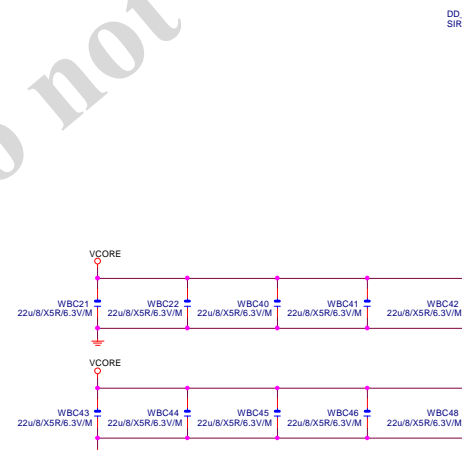 DD_
SIR
o not
VCORE
WBC21 WBC22 WBC40 WBC41 WBC42
22u/8/X5R/6.3V/M 22u/8/X5R/6.3V/M 22u/8/X5R/6.3V/M 22u/8/X5R/6.3V/M 22u/8/X5R/6.3V/M
VCORE
WBC43 WBC44 WBC45 WBC46 WBC48
22u/8/X5R/6.3V/M 22u/8/X5R/6.3V/M 22u/8/X5R/6.3V/M 22u/8/X5R/6.3V/M 22u/8/X5R/6.3V/M